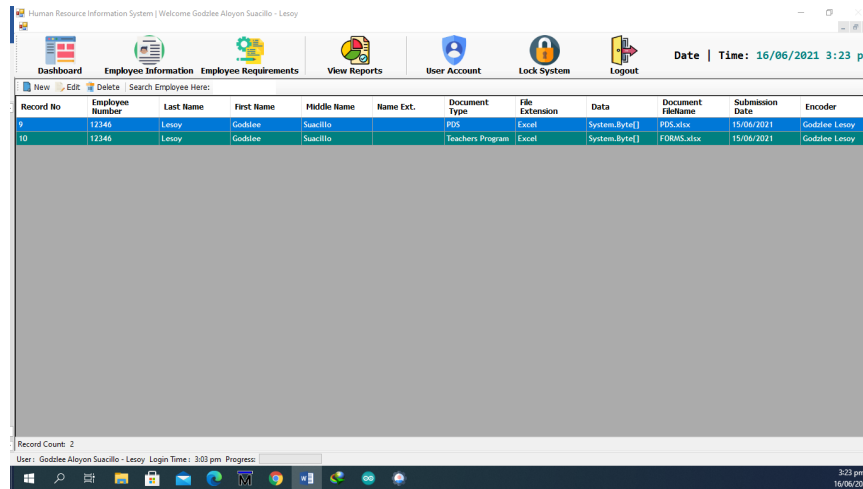 Human Resource Information System | Welcome Godzlee Aloyon Suacillo - Lesoy
Dashboard Employee Information Employee Requirements View Reports User Account Lock System Logout Date | Time: 16/06/2021 3:23 p
New Edit Delete Search Employee Here:
Record No Employee Number Last Name First Name Middle Name Name Ext. Document Type File Extension Data Document FileName Submission Date Encoder
9 12346 Lesoy Godslee Suacillo PDS Excel System.Byte[] PDS.xlsx 15/06/2021 Godzlee Lesoy
10 12346 Lesoy Godslee Suacillo Teachers Program Excel System.Byte[] FORMS.xlsx 15/06/2021 Godzlee Lesoy
Record Count: 2
User : Godzlee Aloyon Suacillo - Lesoy Login Time : 3:03 pm Progress:
3:23 pm
16/06/20